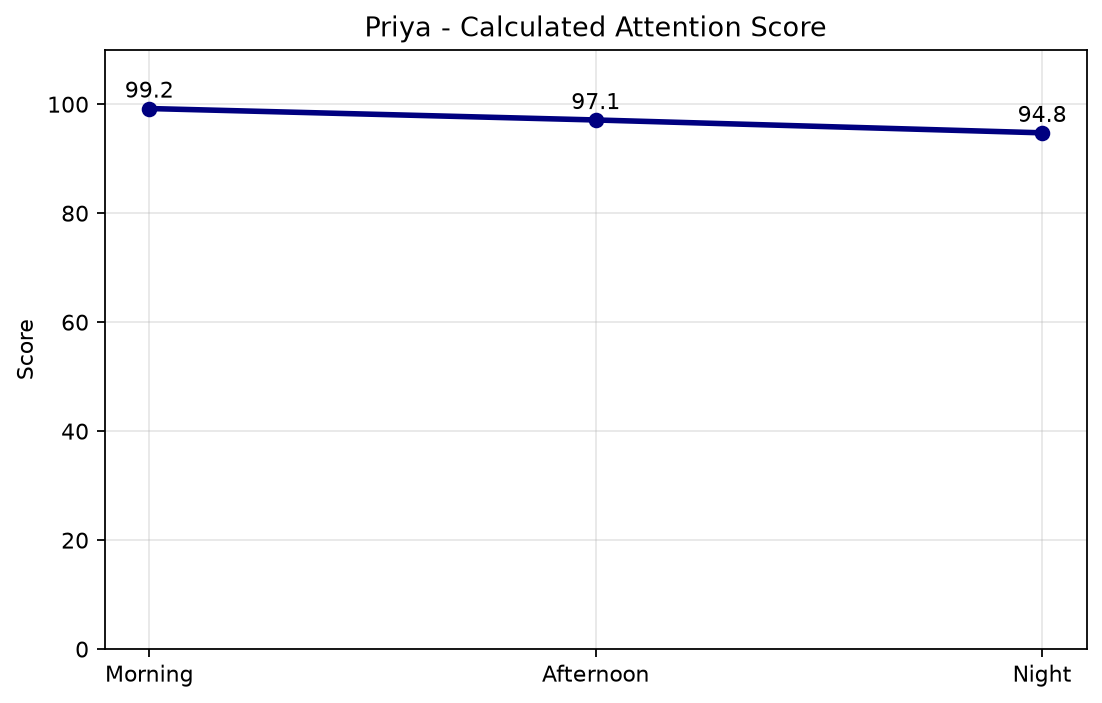 Priya - Calculated Attention Score
99.2
97.1
94.8
100
80
60
40
20
0
Score
Morning
Afternoon
Night